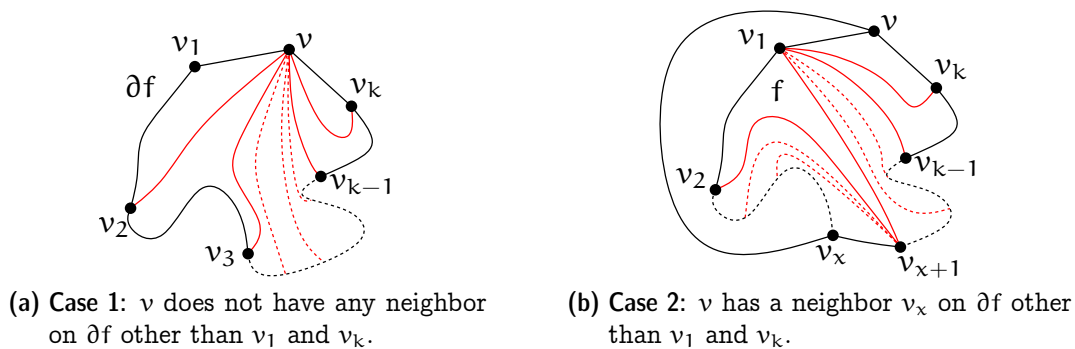 v₁ v
∂f
vₖ
v₂
vₖ₋₁
v₃
(a) Case 1: v does not have any neighbor
on ∂f other than v₁ and vₖ.
v₁ v
f
vₖ
v₂
vₖ₋₁
vₓ
vₓ₊₁
(b) Case 2: v has a neighbor vₓ on ∂f other
than v₁ and vₖ.